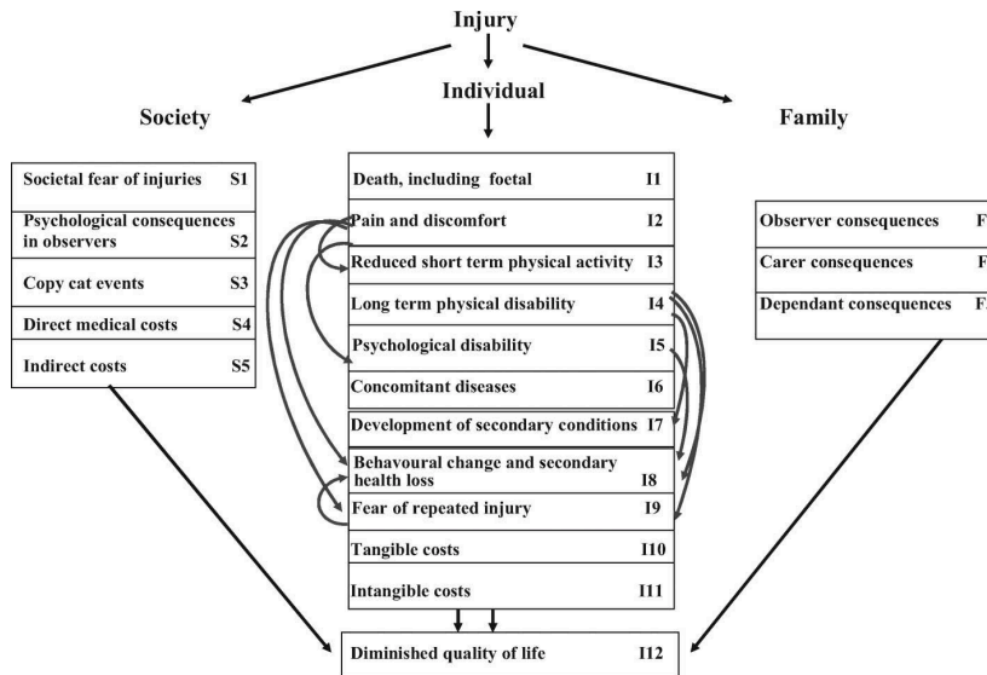 Injury
Individual
Society
Family
Societal fear of injuries S1
Psychological consequences
in observers S2
Copy cat events S3
Direct medical costs S4
Indirect costs S5
Death, including foetal I1
Pain and discomfort I2
Reduced short term physical activity I3
Long term physical disability I4
Psychological disability I5
Concomitant diseases I6
Development of secondary conditions I7
Behavoural change and secondary
health loss I8
Fear of repeated injury I9
Tangible costs I10
Intangible costs I11
Observer consequences F
Carer consequences F
Dependant consequences F
Diminished quality of life I12